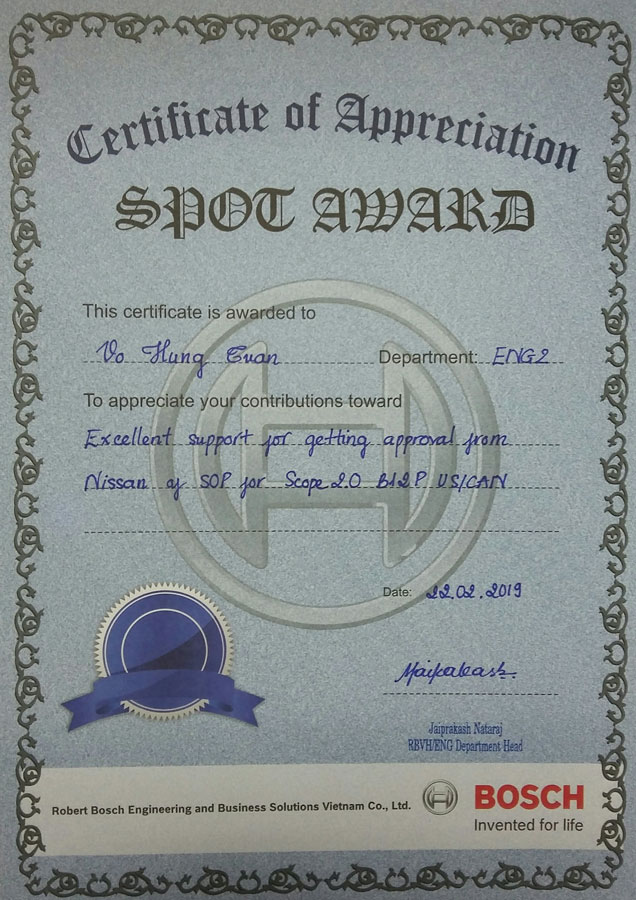 Certificate of Appreciation
SPOT AWARD
This certificate is awarded to
Vo Hung Tuan Department: ENG2
To appreciate your contributions toward
Excellent support for getting approval from
Nissan of SOP for Scope 2.0 B12P US/CAN
Date: 22.02.2019
Jaiprakash Nataraj
RBVH/ENG Department Head
Robert Bosch Engineering and Business Solutions Vietnam Co., Ltd.
BOSCH
Invented for life